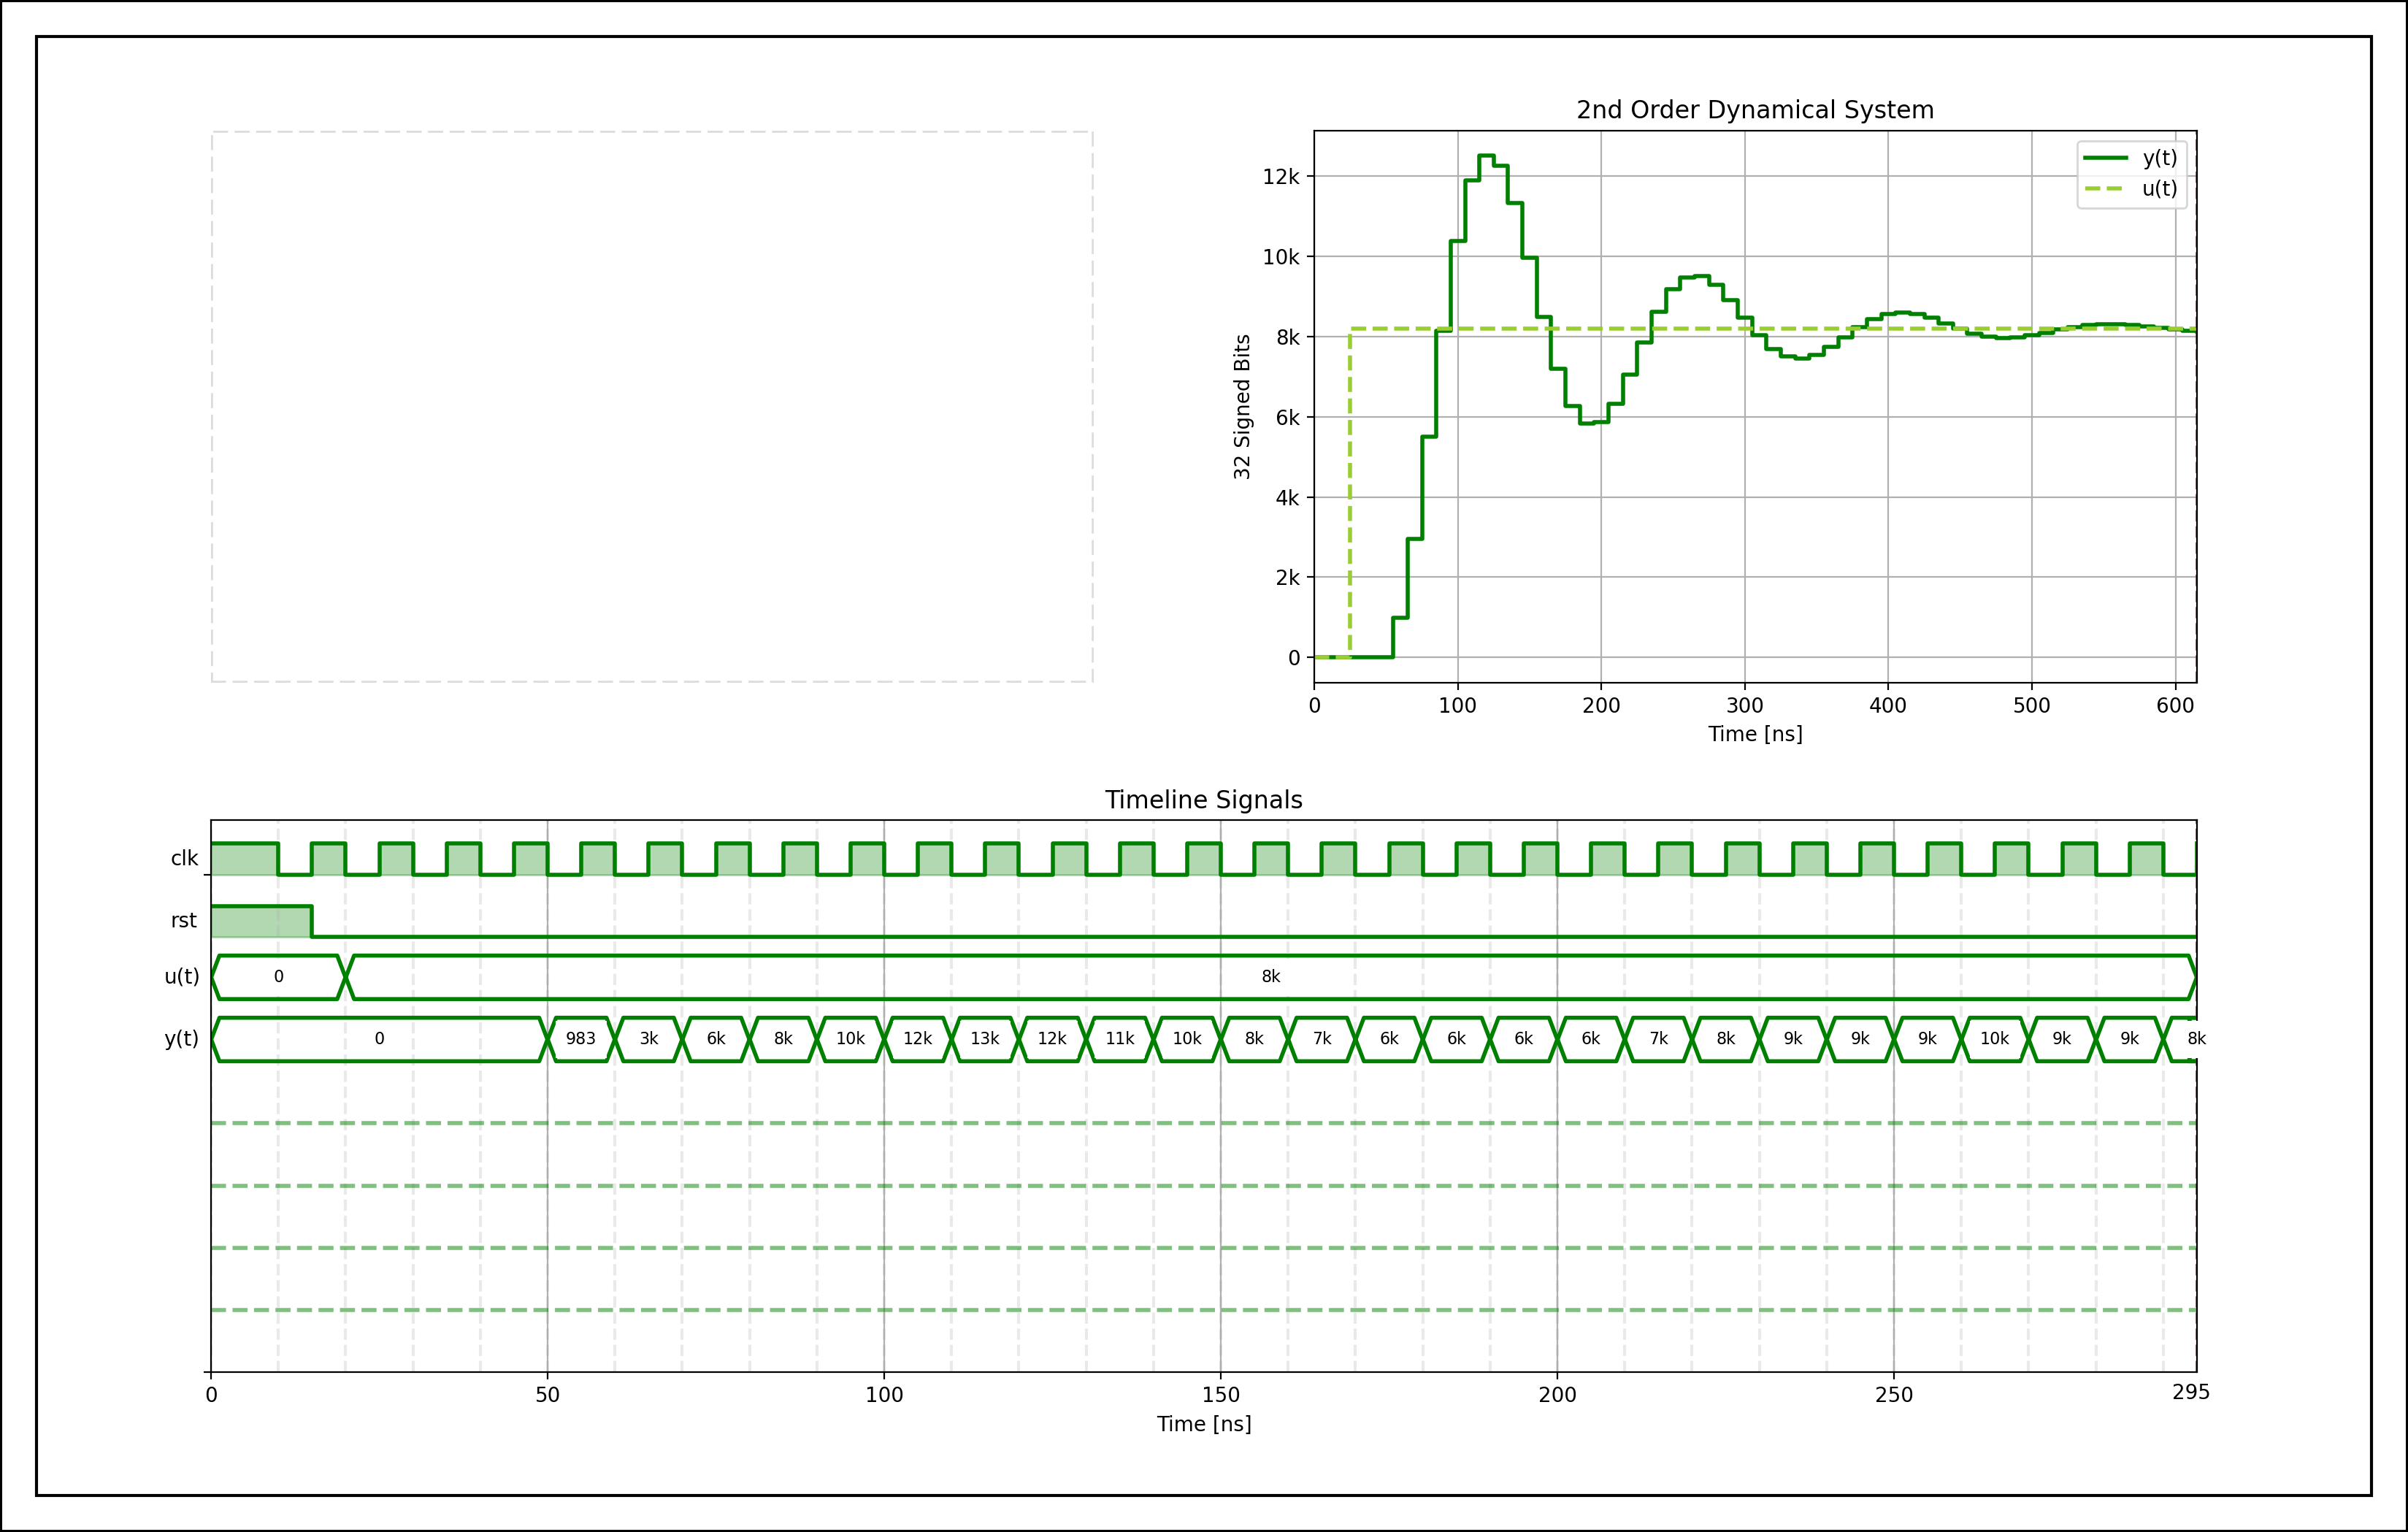 2nd Order Dynamical System
y(t)
u(t)
12k
10k
8k
6k
4k
2k
0
32 Signed Bits
0 100 200 300 400 500 600
Time [ns]
Timeline Signals
clk
rst
u(t) 0 8k
y(t) 0 983 3k 6k 8k 10k 12k 13k 12k 11k 10k 8k 7k 6k 6k 6k 6k 7k 8k 9k 9k 9k 10k 9k 9k 8k
0 50 100 150 200 250 295
Time [ns]